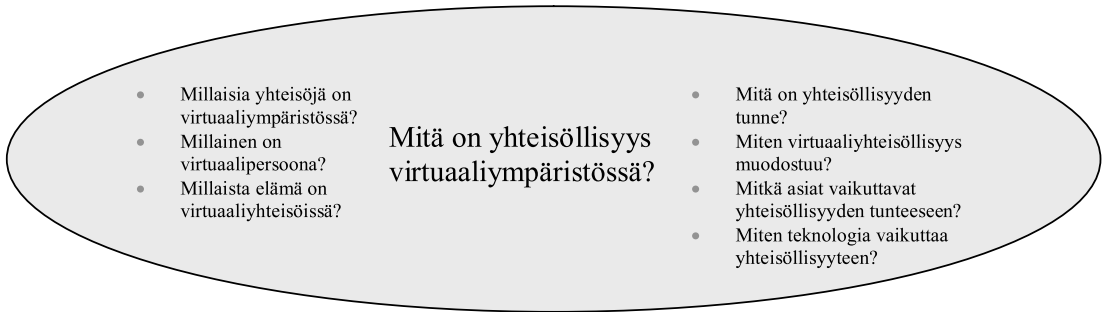 Millaisia yhteisöjä on
virtuaaliympäristössä?
Millainen on
virtuaalipersoona?
Millaista elämä on
virtuaaliyhteisöissä?
Mitä on yhteisöllisyys
virtuaaliympäristössä?
Mitä on yhteisöllisyyden
tunne?
Miten virtuaaliyhteisöllisyys
muodostuu?
Mitkä asiat vaikuttavat
yhteisöllisyyden tunteeseen?
Miten teknologia vaikuttaa
yhteisöllisyyteen?